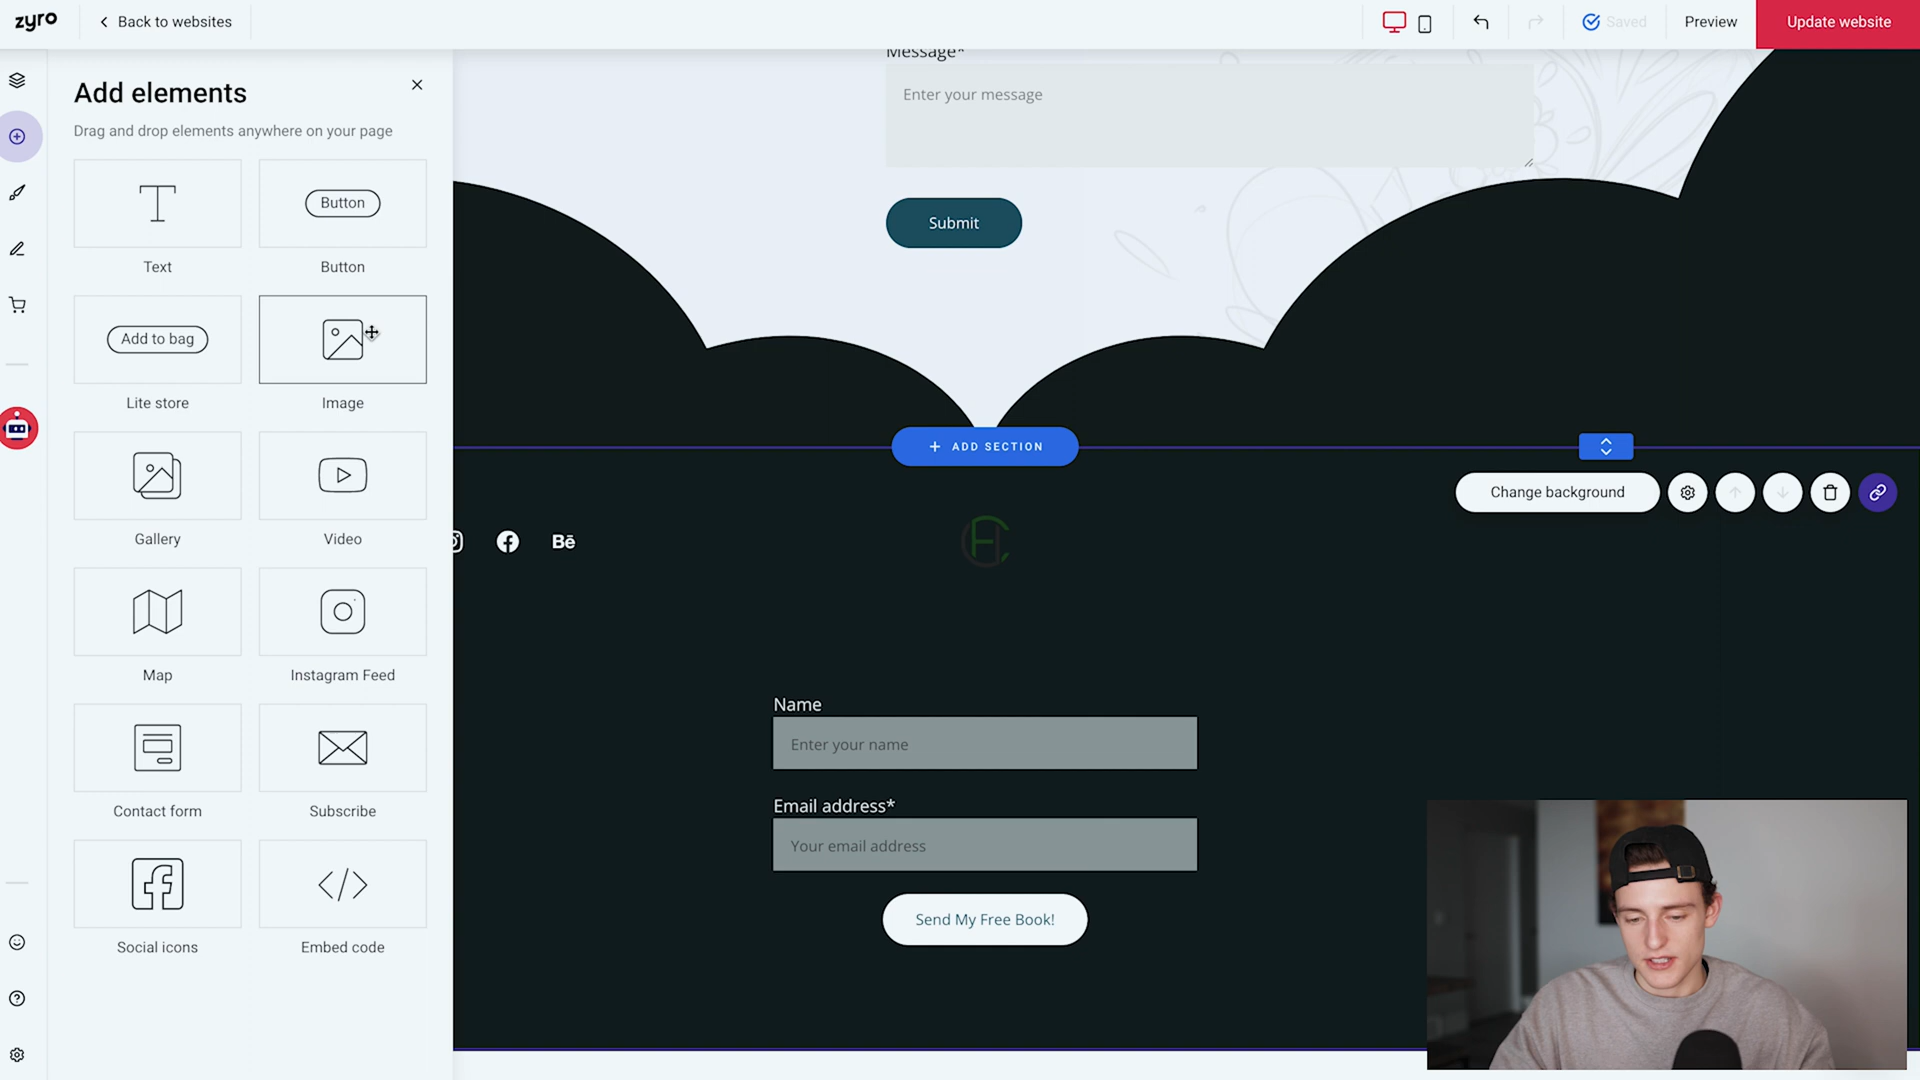 zyro
Back to websites
Saved
Preview
Update website
Add elements
Drag and drop elements anywhere on your page
Text
Button
Button
Add to bag
Lite store
Image
Gallery
Video
Map
Instagram Feed
Contact form
Subscribe
Social icons
Embed code
Message*
Enter your message
Submit
+ ADD SECTION
Change background
Bē
Name
Enter your name
Email address*
Your email address
Send My Free Book!